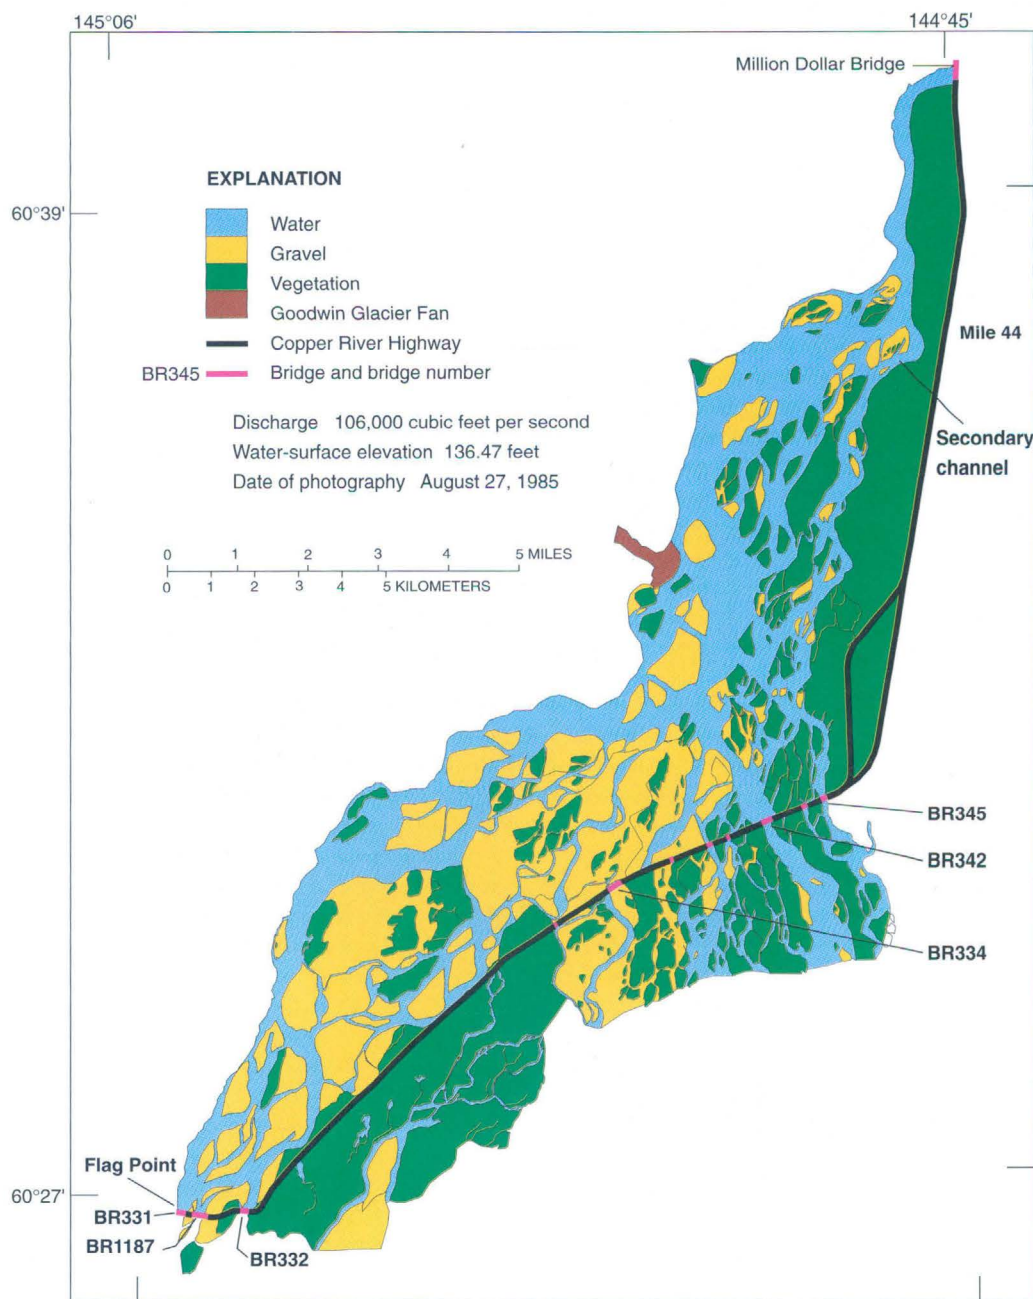 145°06'
144°45'
Million Dollar Bridge
EXPLANATION
60°39'
Water
Gravel
Vegetation
Goodwin Glacier Fan
Copper River Highway
BR345 Bridge and bridge number
Mile 44
Discharge 106,000 cubic feet per second
Water-surface elevation 136.47 feet
Date of photography August 27, 1985
Secondary
channel
0 1 2 3 4 5 MILES
0 1 2 3 4 5 KILOMETERS
BR345
BR342
BR334
Flag Point
60°27'
BR331
BR1187
BR332